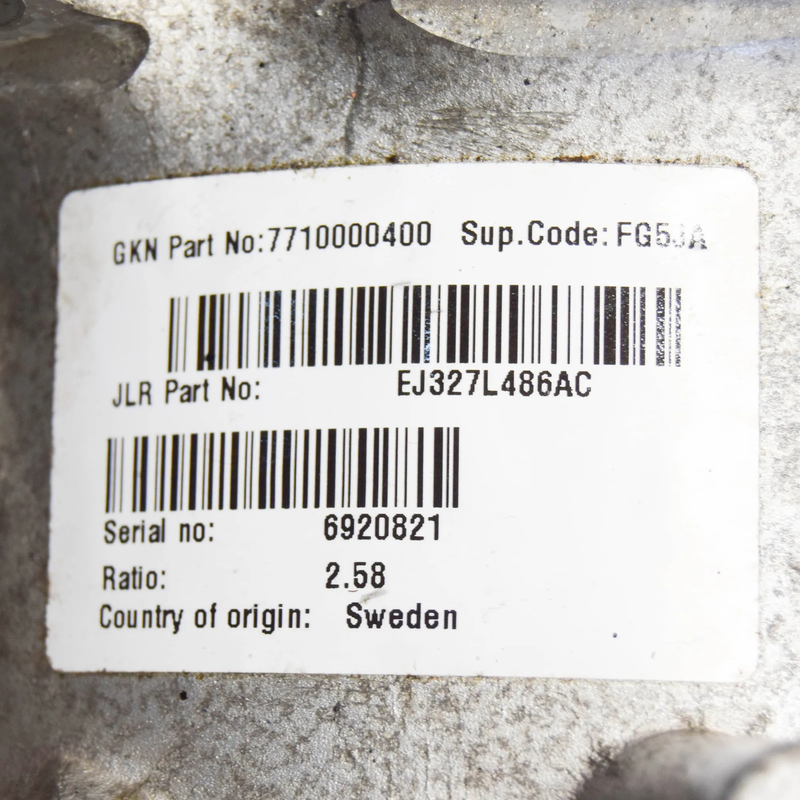 GKN Part No:7710000400 Sup.Code: FG5JA
JLR Part No: EJ327L486AC
Serial no: 6920821
Ratio: 2.58
Country of origin: Sweden